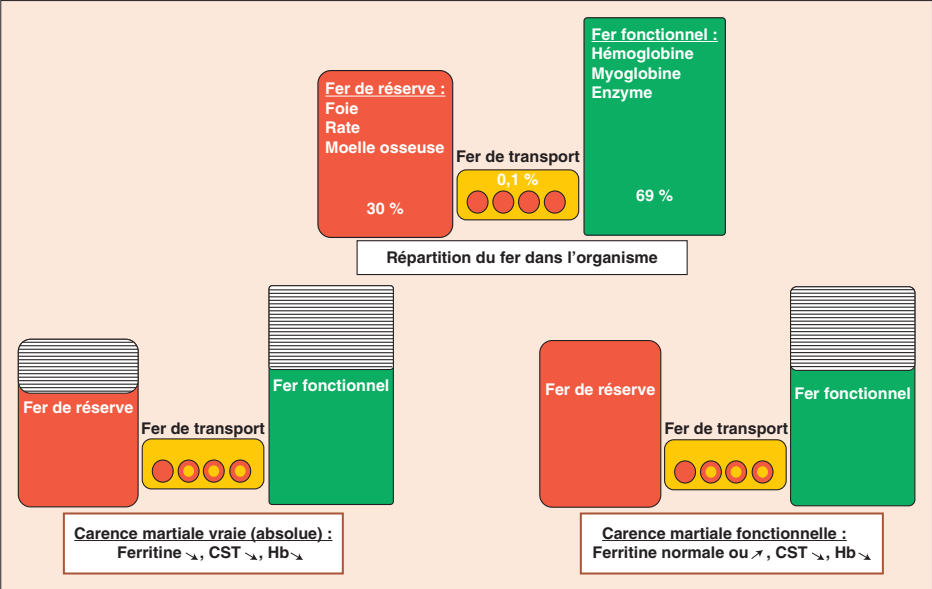 Fer de réserve :
Foie
Rate
Moelle osseuse
30 %
Fer de transport
0,1 %
Fer fonctionnel :
Hémoglobine
Myoglobine
Enzyme
69 %
Répartition du fer dans l’organisme
Fer de réserve
Fer de transport
Fer fonctionnel
Carence martiale vraie (absolue) :
Ferritine ↘, CST ↘, Hb ↘
Fer de réserve
Fer de transport
Fer fonctionnel
Carence martiale fonctionnelle :
Ferritine normale ou ↗, CST ↘, Hb ↘